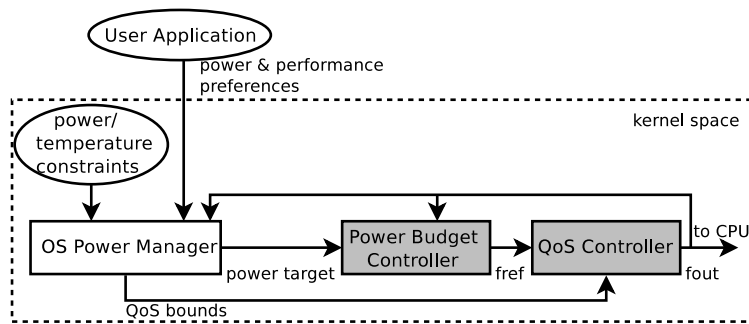 User Application
power & performance
preferences
kernel space
power/
temperature
constraints
OS Power Manager
power target
Power Budget
Controller
fref
QoS Controller
to CPU
fout
QoS bounds